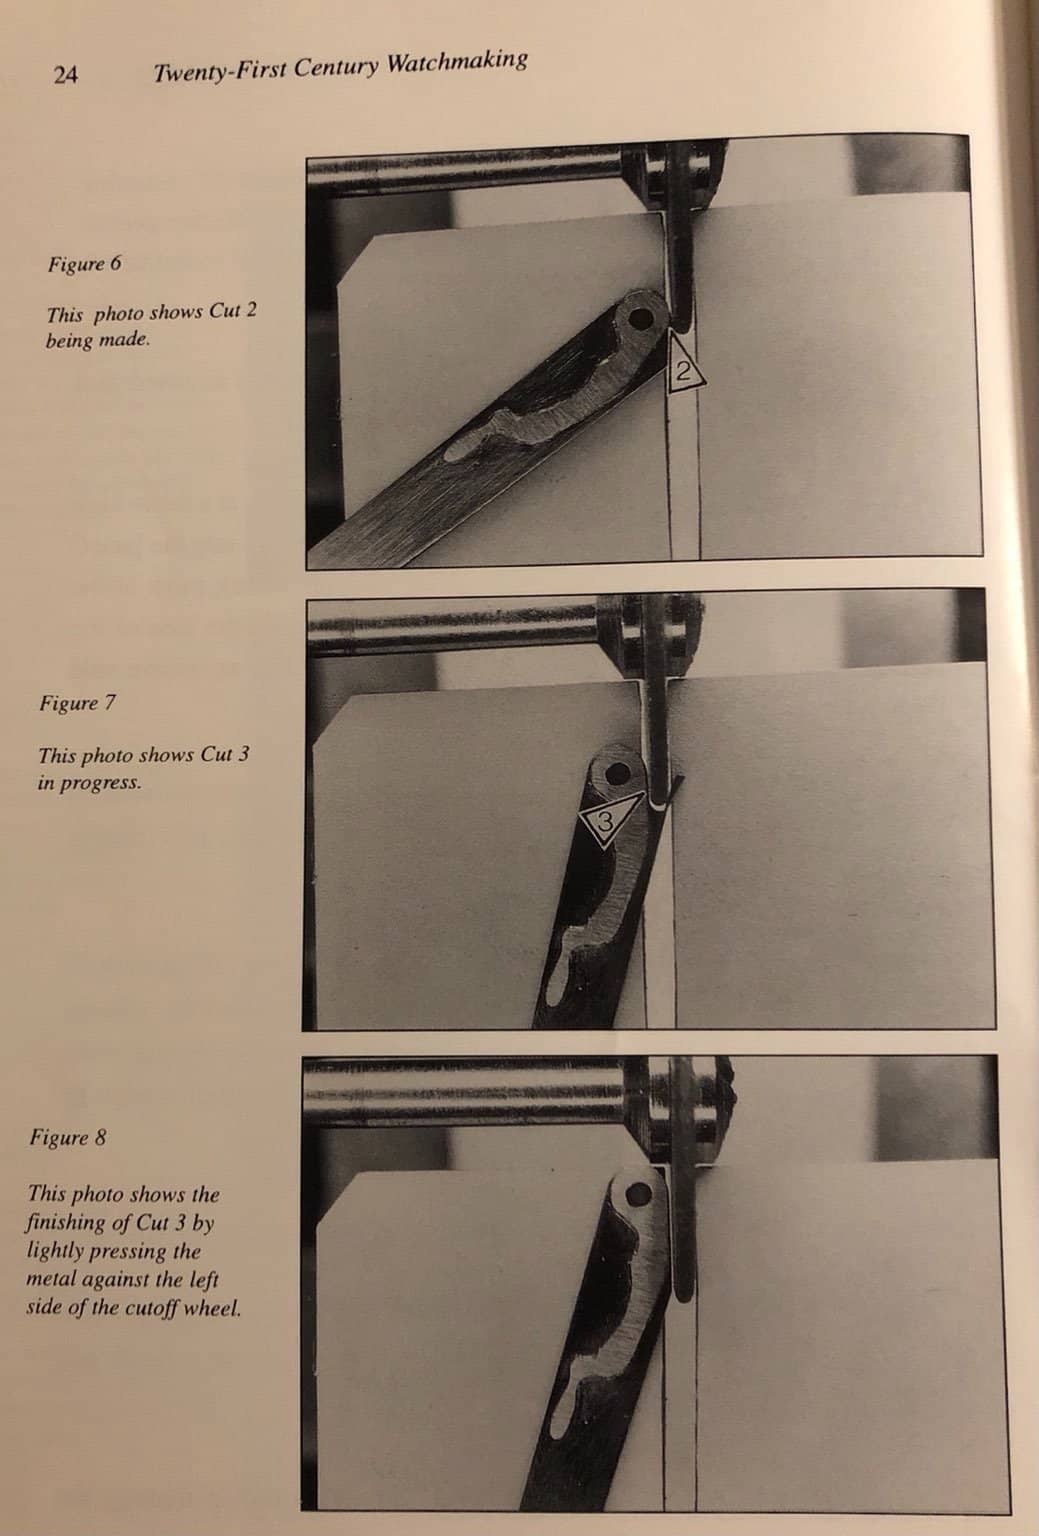 24 Twenty-First Century Watchmaking
Figure 6
This photo shows Cut 2
being made.
2
Figure 7
This photo shows Cut 3
in progress.
3
Figure 8
This photo shows the
finishing of Cut 3 by
lightly pressing the
metal against the left
side of the cutoff wheel.